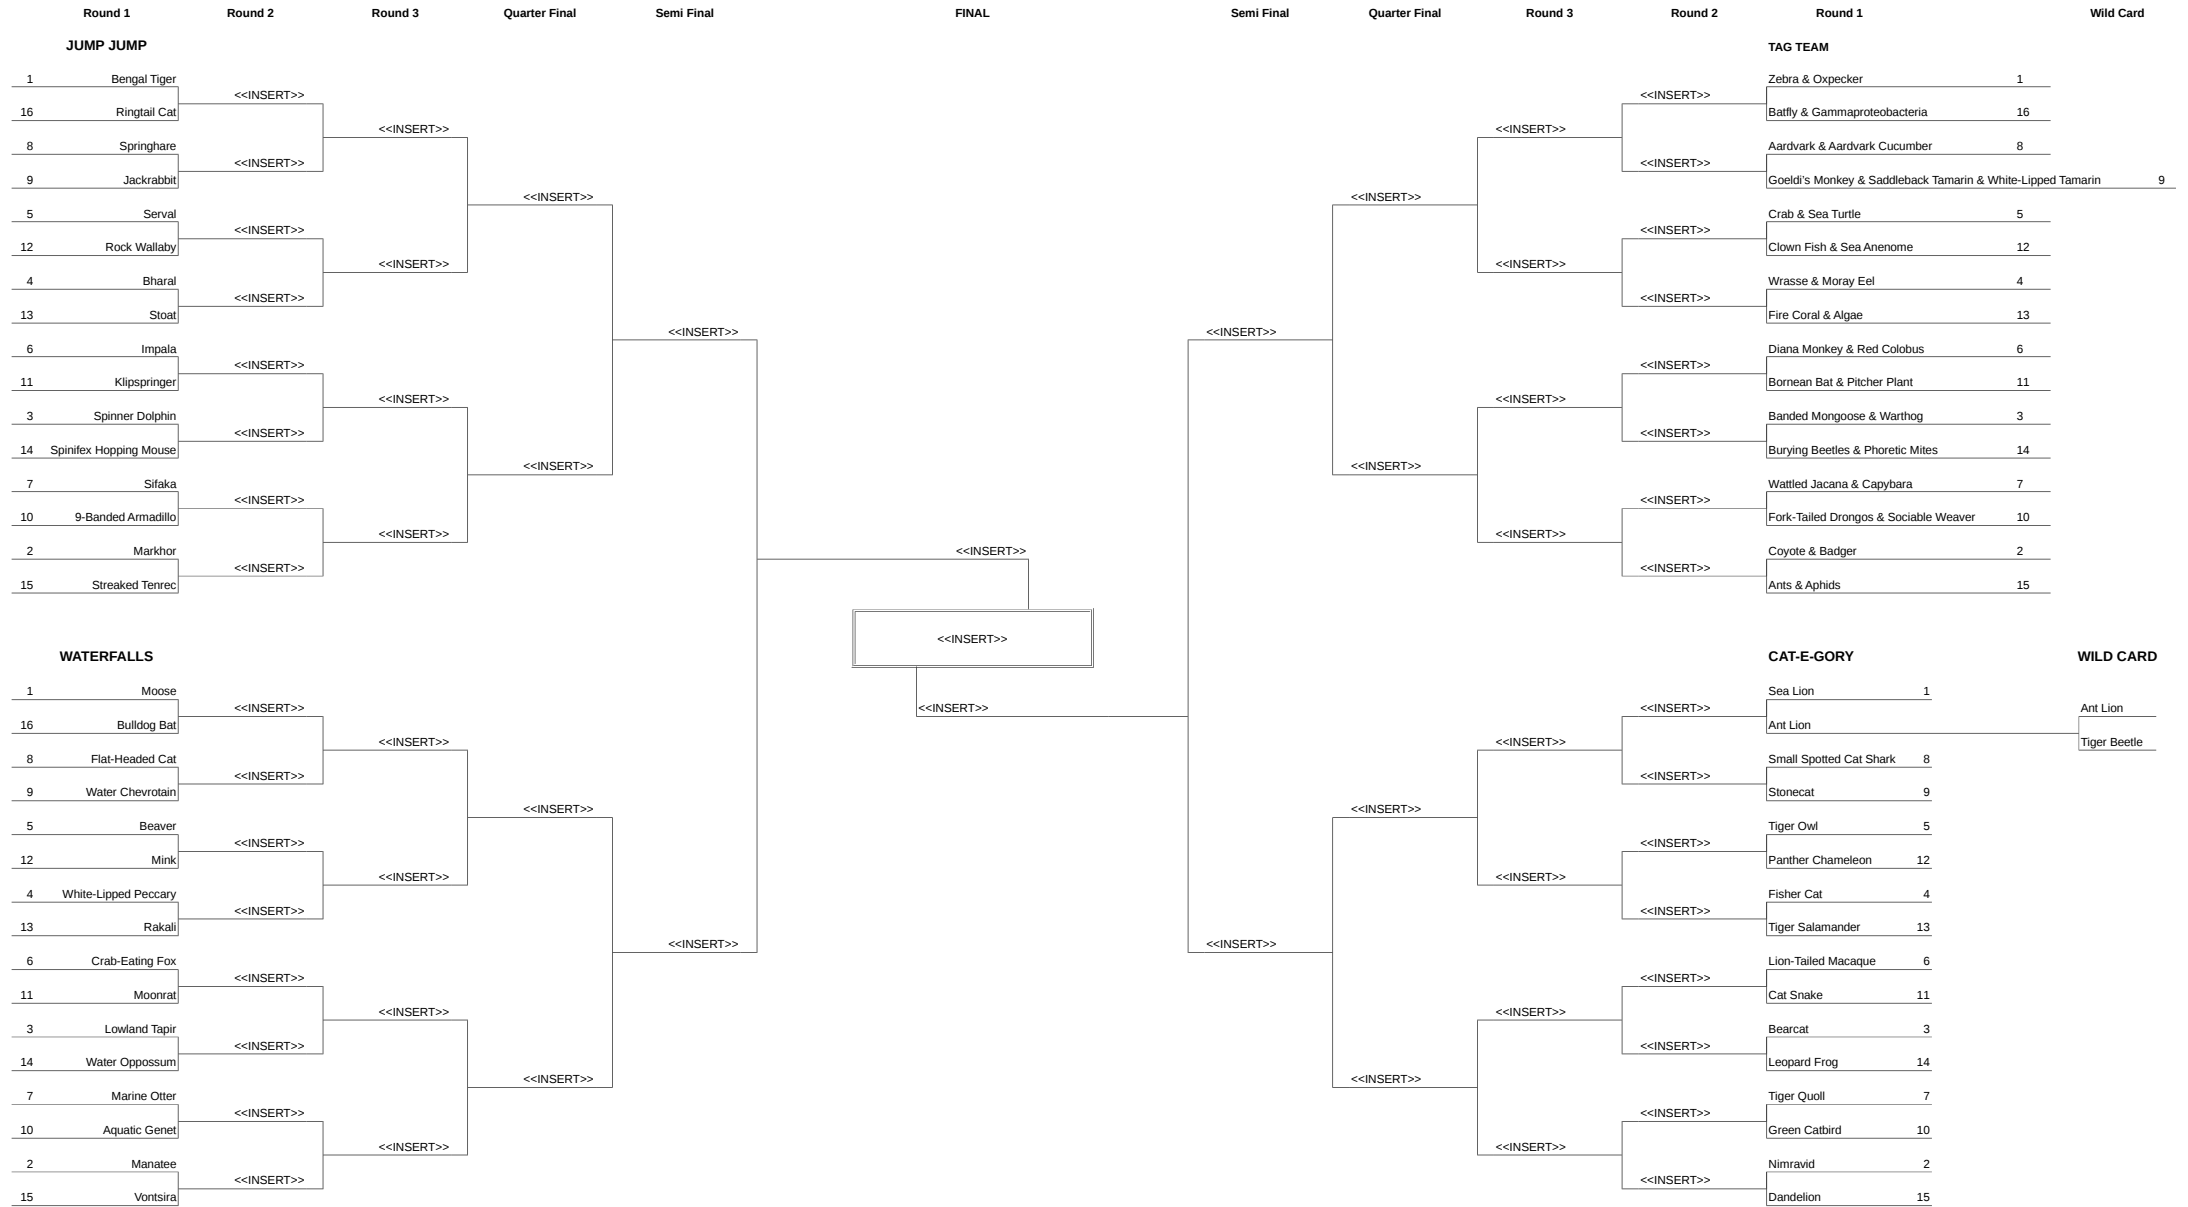 Round 1 Round 2 Round 3 Quarter Final Semi Final FINAL Semi Final Quarter Final Round 3 Round 2 Round 1 Wild Card
JUMP JUMP TAG TEAM
1 Bengal Tiger Zebra & Oxpecker 1
<<INSERT>> <<INSERT>>
16 Ringtail Cat Batfly & Gammaproteobacteria 16
<<INSERT>> <<INSERT>>
8 Springhare Aardvark & Aardvark Cucumber 8
<<INSERT>> <<INSERT>>
9 Jackrabbit Goeldi's Monkey & Saddleback Tamarin & White-Lipped Tamarin 9
<<INSERT>> <<INSERT>>
5 Serval Crab & Sea Turtle 5
<<INSERT>> <<INSERT>>
12 Rock Wallaby Clown Fish & Sea Anenome 12
<<INSERT>> <<INSERT>>
4 Bharal Wrasse & Moray Eel 4
<<INSERT>> <<INSERT>>
13 Stoat Fire Coral & Algae 13
<<INSERT>> <<INSERT>>
6 Impala Diana Monkey & Red Colobus 6
<<INSERT>> <<INSERT>>
11 Klipspringer Bornean Bat & Pitcher Plant 11
<<INSERT>> <<INSERT>>
3 Spinner Dolphin Banded Mongoose & Warthog 3
<<INSERT>> <<INSERT>>
14 Spinifex Hopping Mouse Burying Beetles & Phoretic Mites 14
<<INSERT>> <<INSERT>>
7 Sifaka Wattled Jacana & Capybara 7
<<INSERT>> <<INSERT>>
10 9-Banded Armadillo Fork-Tailed Drongos & Sociable Weaver 10
<<INSERT>> <<INSERT>>
2 Markhor <<INSERT>> Coyote & Badger 2
<<INSERT>> <<INSERT>>
15 Streaked Tenrec Ants & Aphids 15
<<INSERT>>
WATERFALLS CAT-E-GORY WILD CARD
1 Moose Sea Lion 1
<<INSERT>> <<INSERT>> <<INSERT>> Ant Lion
16 Bulldog Bat Ant Lion
<<INSERT>> <<INSERT>> Tiger Beetle
8 Flat-Headed Cat Small Spotted Cat Shark 8
<<INSERT>> <<INSERT>>
9 Water Chevrotain Stonecat 9
<<INSERT>> <<INSERT>>
5 Beaver Tiger Owl 5
<<INSERT>> <<INSERT>>
12 Mink Panther Chameleon 12
<<INSERT>> <<INSERT>>
4 White-Lipped Peccary Fisher Cat 4
<<INSERT>> <<INSERT>>
13 Rakali Tiger Salamander 13
<<INSERT>> <<INSERT>>
6 Crab-Eating Fox Lion-Tailed Macaque 6
<<INSERT>> <<INSERT>>
11 Moonrat Cat Snake 11
<<INSERT>> <<INSERT>>
3 Lowland Tapir Bearcat 3
<<INSERT>> <<INSERT>>
14 Water Oppossum Leopard Frog 14
<<INSERT>> <<INSERT>>
7 Marine Otter Tiger Quoll 7
<<INSERT>> <<INSERT>>
10 Aquatic Genet Green Catbird 10
<<INSERT>> <<INSERT>>
2 Manatee Nimravid 2
<<INSERT>> <<INSERT>>
15 Vontsira Dandelion 15